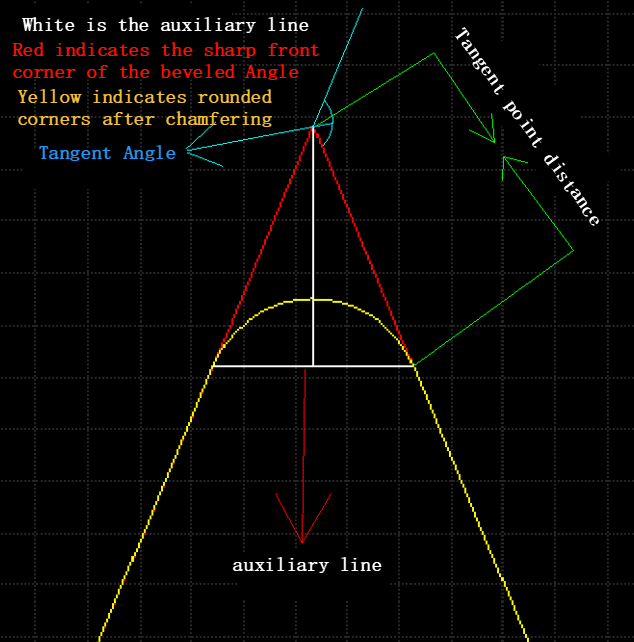 White is the auxiliary line
Red indicates the sharp front
corner of the beveled Angle
Yellow indicates rounded
corners after chamfering
Tangent Angle
Tangent point distance
auxiliary line